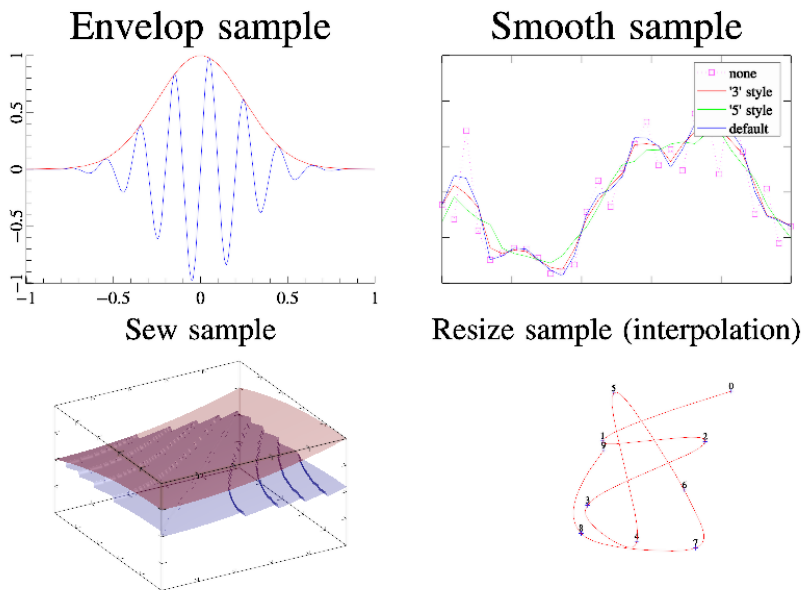 Envelop sample
Smooth sample
1
0.5
0
−0.5
−1
−1
−0.5
0
0.5
1
none
'3' style
'5' style
default
Sew sample
Resize sample (interpolation)
5
0
1
2
9
6
3
8
4
7